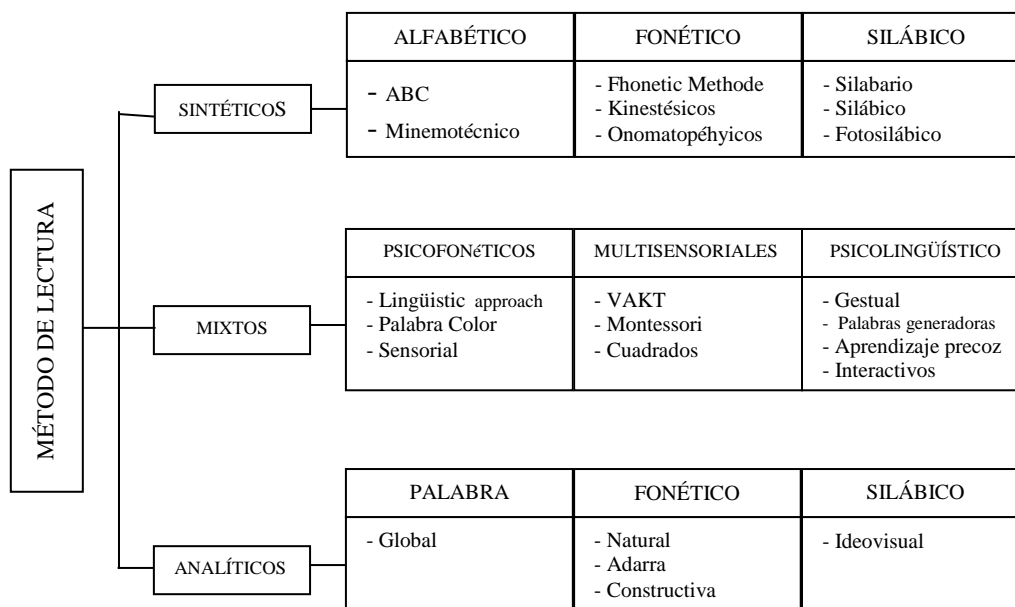 MÉTODO DE LECTURA
SINTÉTICOS
ALFABÉTICO
- ABC
- Minemotécnico
FONÉTICO
- Fhonetic Methode
- Kinestésicos
- Onomatopéhyicos
SILÁBICO
- Silabario
- Silábico
- Fotosilábico
MIXTOS
PSICOFONéTICOS
- Lingüistic approach
- Palabra Color
- Sensorial
MULTISENSORIALES
- VAKT
- Montessori
- Cuadrados
PSICOLINGÜÍSTICO
- Gestual
- Palabras generadoras
- Aprendizaje precoz
- Interactivos
ANALÍTICOS
PALABRA
- Global
FONÉTICO
- Natural
- Adarra
- Constructiva
SILÁBICO
- Ideovisual